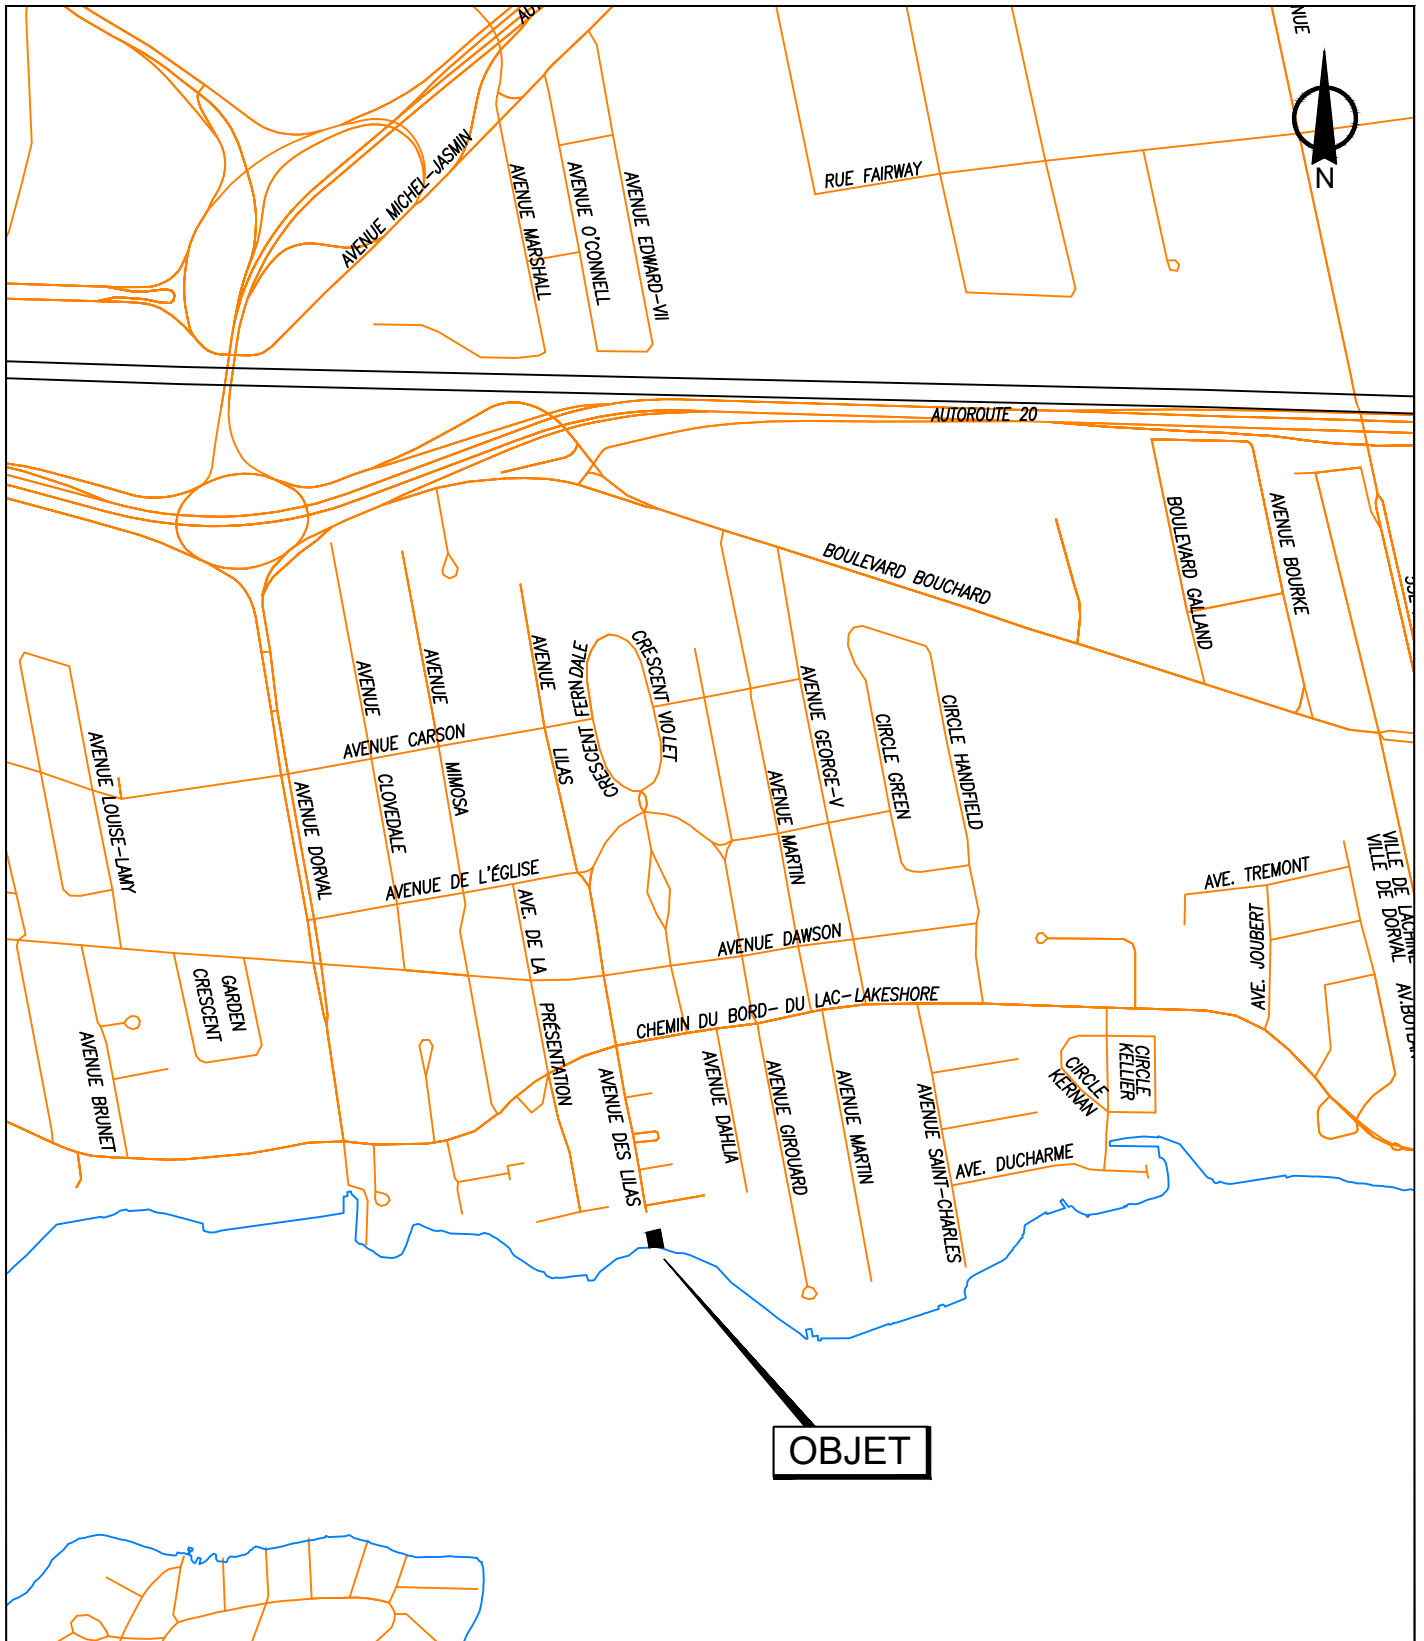 N
RUE FAIRWAY
AVENUE MICHEL-JASMIN
AVENUE MARSHALL
AVENUE O'CONNELL
AVENUE EDWARD-VII
AUTOROUTE 20
BOULEVARD BOUCHARD
BOULEVARD GALLAND
AVENUE BOURKE
AVENUE
CLOVEDALE
AVENUE
MIMOSA
AVENUE
LILAS
CRESCENT FERNDALE
CRESCENT VIOLET
AVENUE CARSON
AVENUE LOUISE-LAMY
AVENUE DORVAL
AVENUE GEORGE-V
AVENUE MARTIN
CIRCLE GREEN
CIRCLE HANDFIELD
AVENUE DE L'ÉGLISE
AVE. DE LA
PRÉSENTATION
AVENUE DAWSON
AVE. TREMONT
AVE. JOUBERT
VILLE DE LACHINE
VILLE DE DORVAL
GARDEN
CRESCENT
CHEMIN DU BORD- DU LAC-LAKESHORE
AVENUE BRUNET
AVENUE DES LILAS
AVENUE DAHLIA
AVENUE GIROUARD
AVENUE MARTIN
AVENUE SAINT-CHARLES
CIRCLE
KERNAN
CIRCLE
KELLIER
AVE. DUCHARME
OBJET